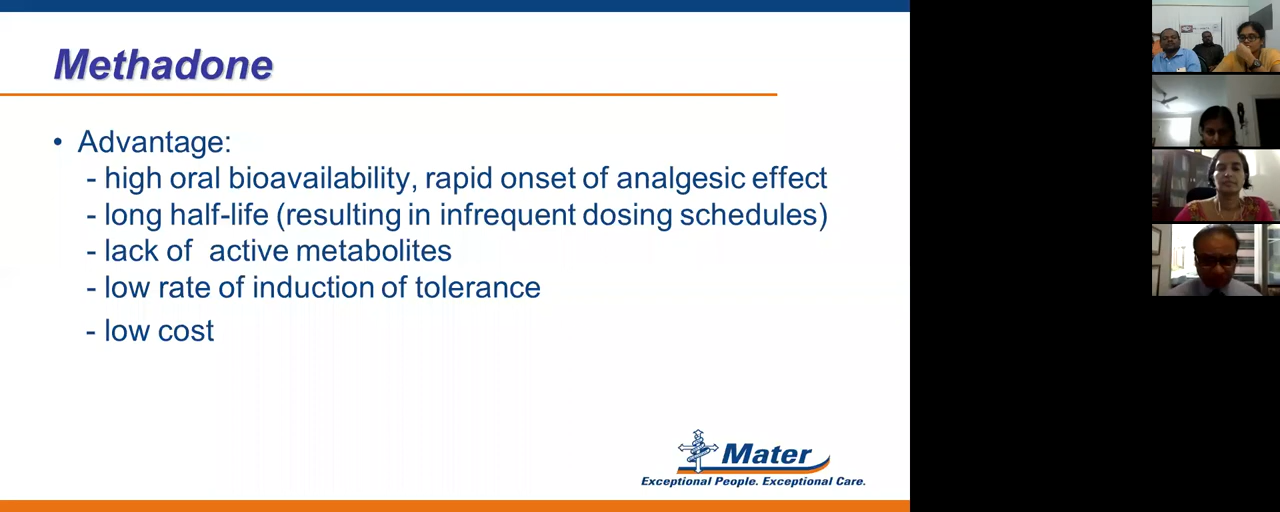 Methadone
• Advantage:
- high oral bioavailability, rapid onset of analgesic effect
- long half-life (resulting in infrequent dosing schedules)
- lack of  active metabolites
- low rate of induction of tolerance
- low cost
Mater
Exceptional People. Exceptional Care.